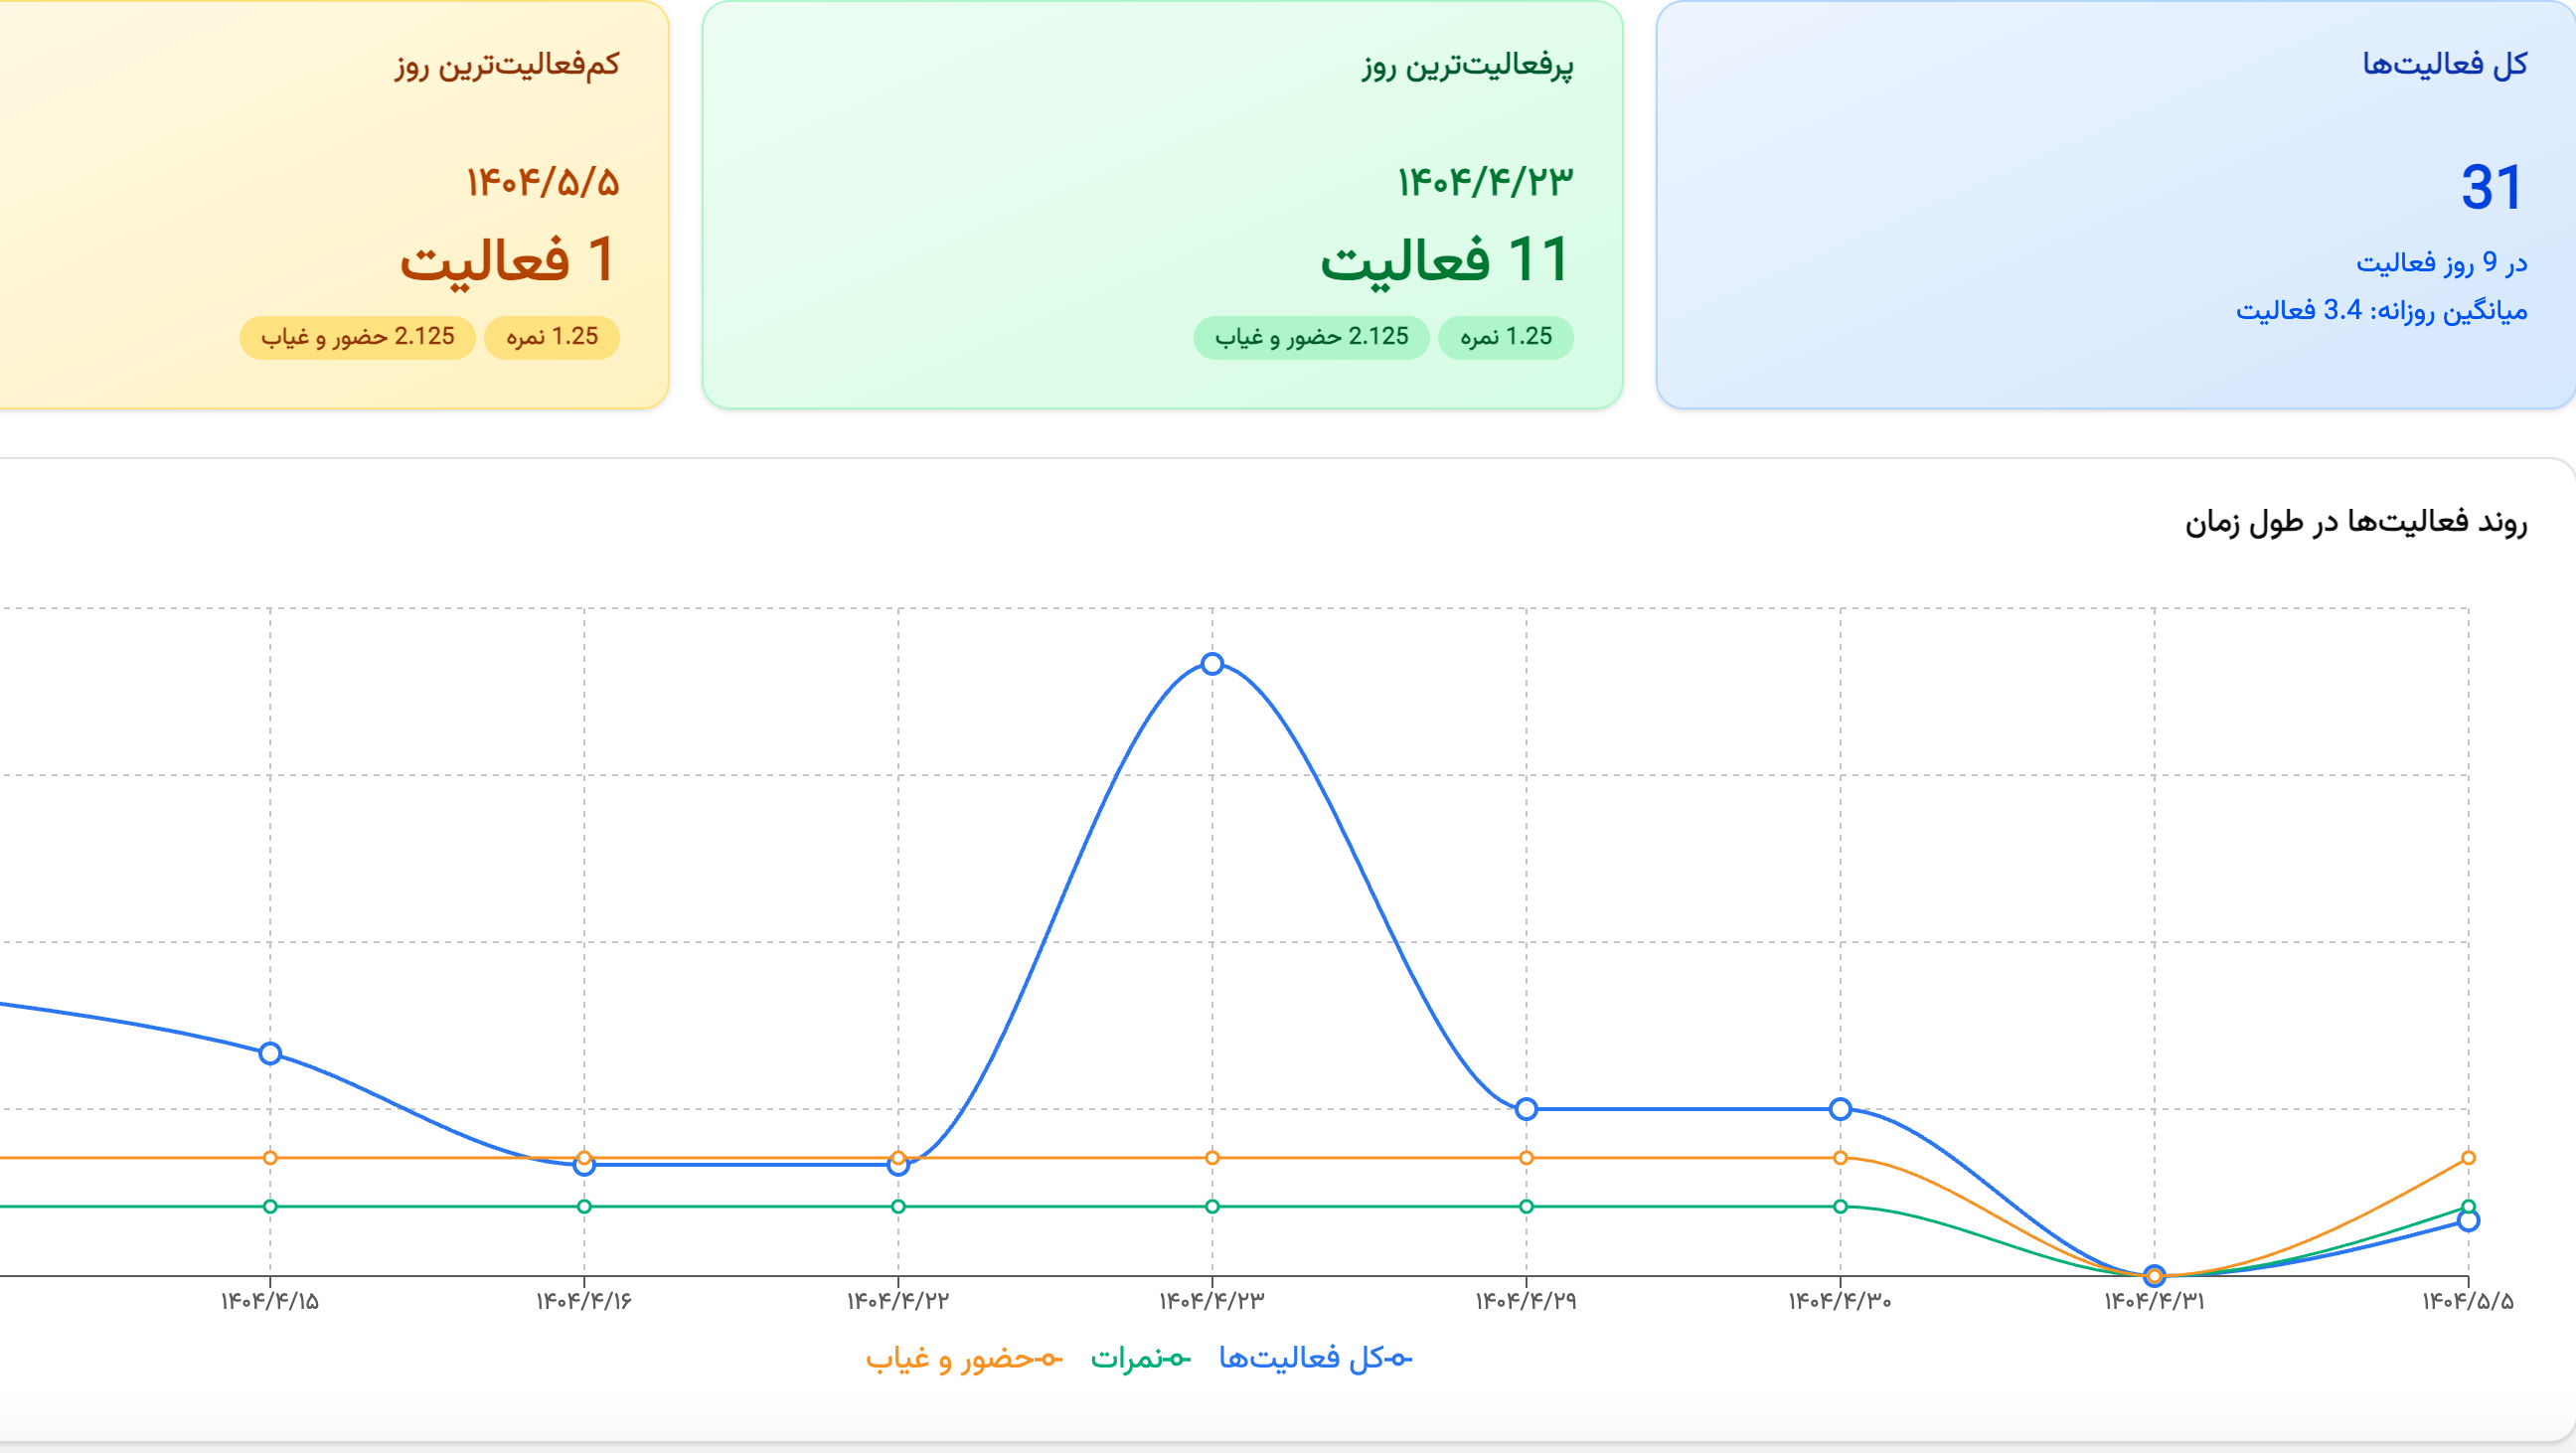 کل فعالیت‌ها
31
در 9 روز فعالیت
میانگین روزانه: 3.4 فعالیت
پرفعالیت‌ترین روز
۱۴۰۴/۴/۲۳
11 فعالیت
1.25 نمره
2.125 حضور و غیاب
کم‌فعالیت‌ترین روز
۱۴۰۴/۵/۵
1 فعالیت
1.25 نمره
2.125 حضور و غیاب
روند فعالیت‌ها در طول زمان
۱۴۰۴/۵/۵
۱۴۰۴/۴/۳۱
۱۴۰۴/۴/۳۰
۱۴۰۴/۴/۲۹
۱۴۰۴/۴/۲۳
۱۴۰۴/۴/۲۲
۱۴۰۴/۴/۱۶
۱۴۰۴/۴/۱۵
کل فعالیت‌ها
نمرات
حضور و غیاب